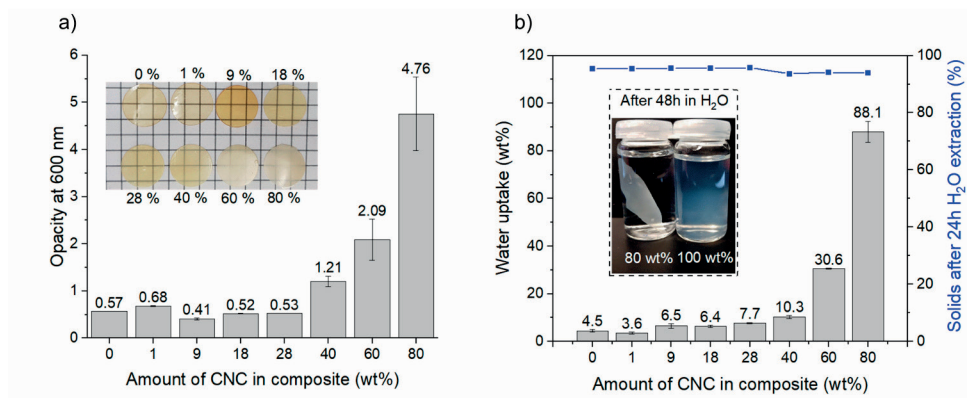 a)
6
5
4
3
2
1
0
Opacity at 600 nm
0 % 1 % 9 % 18 %
28 % 40 % 60 % 80 %
0.57
0.68
0.41
0.52
0.53
1.21
2.09
4.76
0 1 9 18 28 40 60 80
Amount of CNC in composite (wt%)
b)
120
100
80
60
40
20
0
Water uptake (wt%)
After 48h in H₂O
80 wt% 100 wt%
4.5
3.6
6.5
6.4
7.7
10.3
30.6
88.1
0 1 9 18 28 40 60 80
Amount of CNC in composite (wt%)
100
80
60
40
20
0
Solids after 24h H₂O extraction (%)